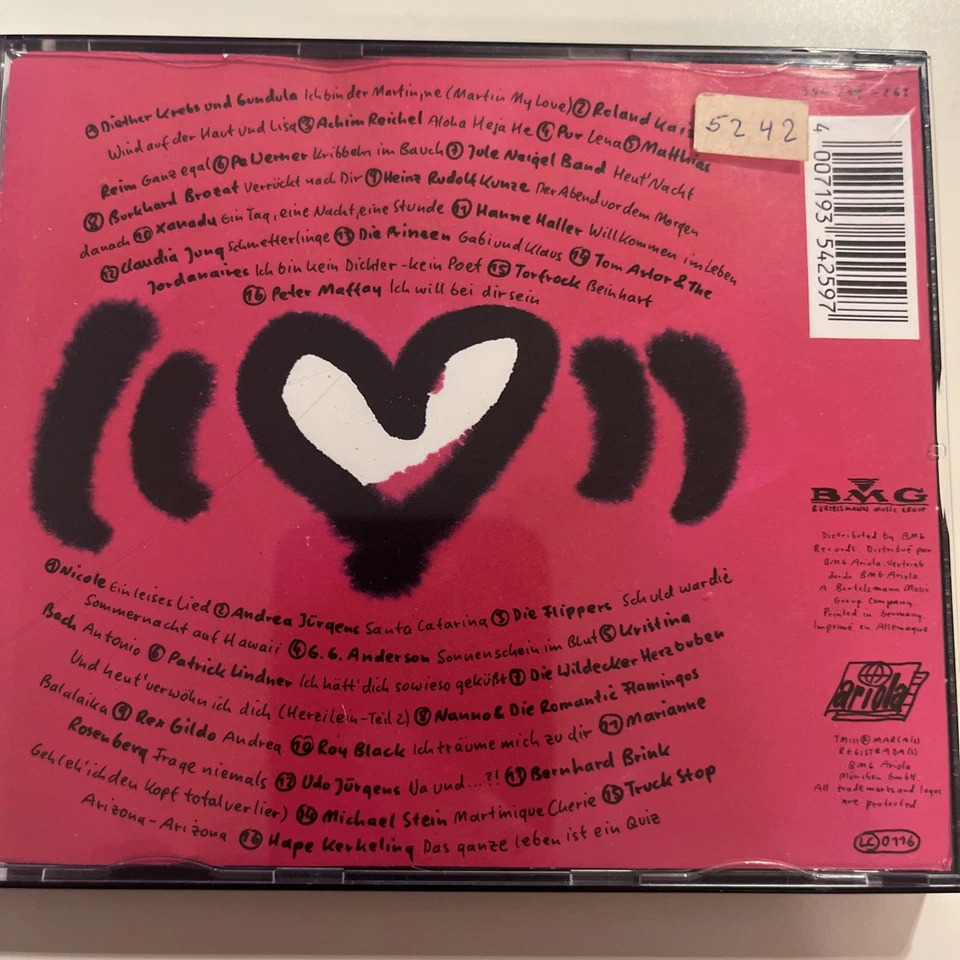 5242
① Diether Krebs und Gundula Ich bin der Martin,ne (Martin My Love) ② Roland Kais
Wind auf der Haut und Lisa ③ Achim Reichel Aloha Heja He ④ Pur Lena ⑤ Matthias
Reim Ganz egal ⑥ Pe Werner Kribbeln im Bauch ⑦ Jule Neigel Band Heut' Nacht
⑧ Burkhard Brozat Verrückt nach Dir ⑨ Heinz Rudolf Kunze Der Abend vor dem Morgen
danach ⑩ Xanadu Ein Tag, eine Nacht, eine Stunde ⑪ Hanne Haller Willkommen im Leben
⑫ Claudia Jung Schmetterlinge ⑬ Die Prinzen Gabi und Klaus ⑭ Tom Astor & The
Jordanaires Ich bin kein Dichter - kein Poet ⑮ Torfrock Beinhart
⑯ Peter Maffay Ich will bei dir sein
4 007193 542597
① Nicole Ein leises Lied ② Andrea Jürgens Santa Catarina ③ Die Flippers Schuld war die
Sommernacht auf Hawaii ④ G.G. Anderson Sonnenschein im Blut ⑤ Kristina
Bach Antonio ⑥ Patrick Lindner Ich hätt' dich sowieso geküßt ⑦ Die Wildecker Herzbuben
Und heut' verwöhn ich dich (Herzilein-Teil 2) ⑧ Nanno & Die Romantic Flamingos
Balalaika ⑨ Rex Gildo Andrea ⑩ Roy Black Ich träume mich zu dir ⑪ Marianne
Rosenberg Frage niemals ⑫ Udo Jürgens Na und...?! ⑬ Bernhard Brink
Geh (eh' ich den Kopf total verlier) ⑭ Michael Stein Martinique Cherie ⑮ Truck Stop
Arizona-Arizona ⑯ Hape Kerkeling Das ganze Leben ist ein Quiz
BMG
BERTELSMANN MUSIC GROUP
Distributed by BMG
Records Distribué par
BMG Ariola. Vertrieb
durch BMG Ariola.
A Bertelsmann Music
Group Company.
Printed in Germany
Imprimé en Allemagne
ariola
TM(S)® MARCA(S)
REGISTRADA(S)
BMG Ariola
München GmbH.
All trademarks and logos
are protected.
LC 0116